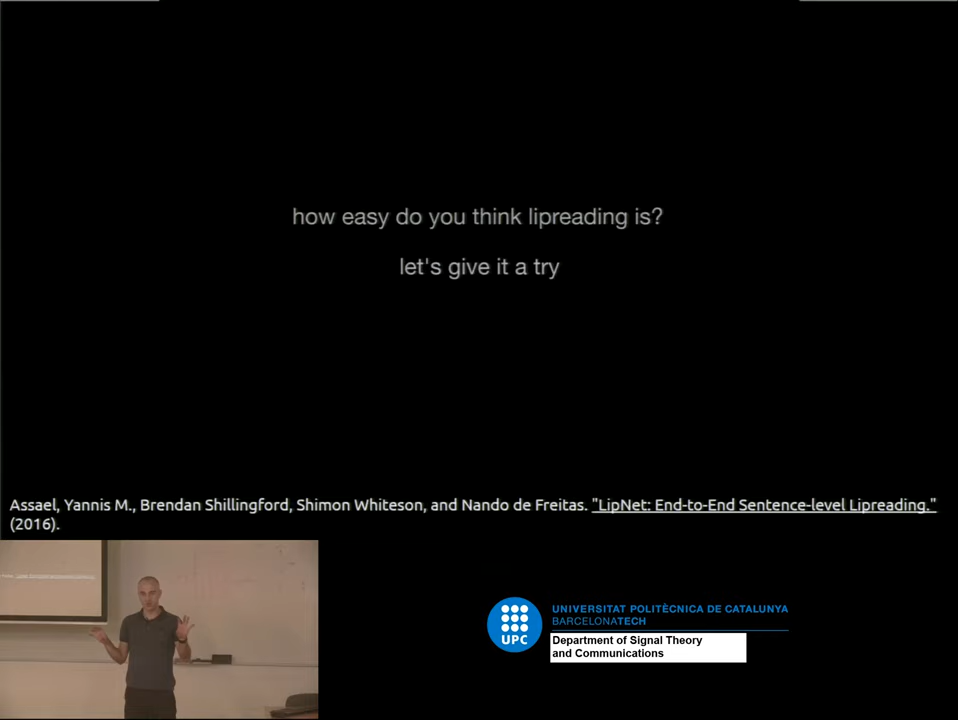 how easy do you think lipreading is?
let's give it a try
Assael, Yannis M., Brendan Shillingford, Shimon Whiteson, and Nando de Freitas. "LipNet: End-to-End Sentence-level Lipreading."
(2016).
UPC
UNIVERSITAT POLITÈCNICA DE CATALUNYA
BARCELONATECH
Department of Signal Theory
and Communications